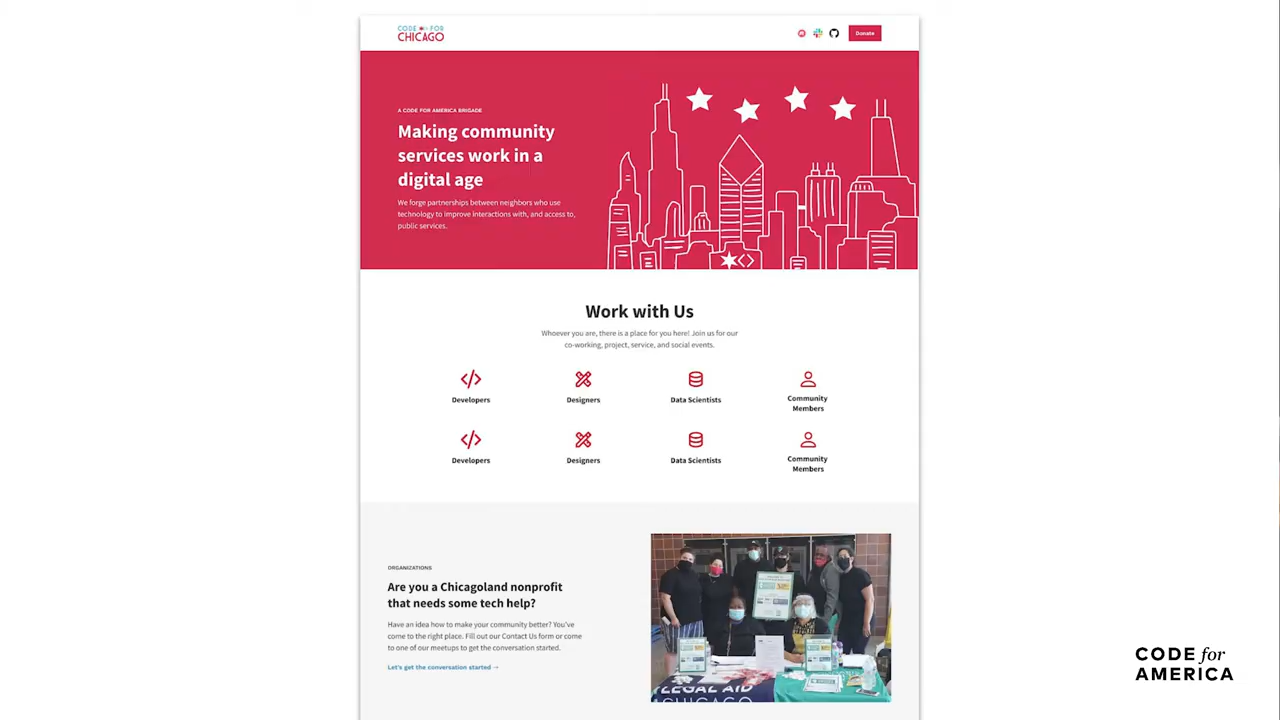 CODE FOR
CHICAGO
Donate
A CODE FOR AMERICA BRIGADE
Making community
services work in a
digital age
We forge partnerships between neighbors who use
technology to improve interactions with, and access to,
public services.
Work with Us
Whoever you are, there is a place for you here! Join us for our
co-working, project, service, and social events.
Developers
Designers
Data Scientists
Community
Members
Developers
Designers
Data Scientists
Community
Members
ORGANIZATIONS
Are you a Chicagoland nonprofit
that needs some tech help?
Have an idea how to make your community better? You've
come to the right place. Fill out our Contact Us form or come
to one of our meetups to get the conversation started.
Let's get the conversation started →
LEGAL AID
CHICAGO
CODE for
AMERICA